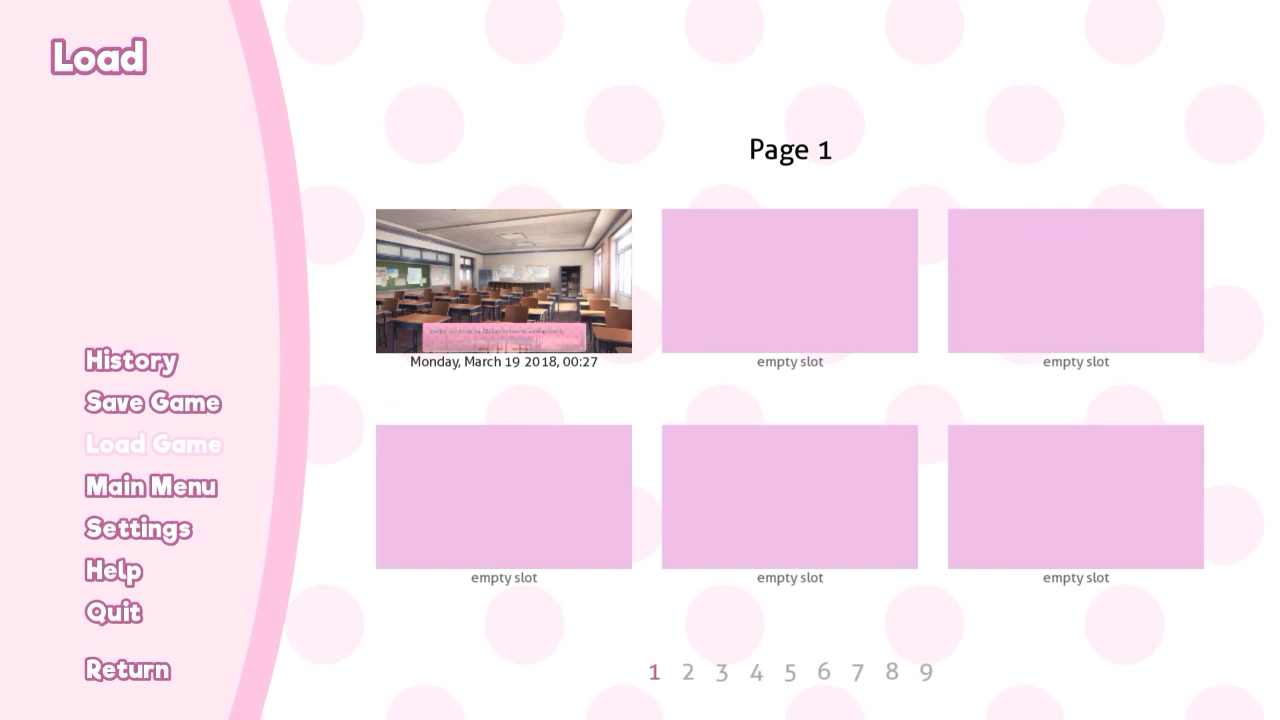 Load
Page 1
Monday, March 19 2018, 00:27
empty slot
empty slot
History
Save Game
Load Game
Main Menu
Settings
Help
Quit
Return
empty slot
empty slot
empty slot
1 2 3 4 5 6 7 8 9